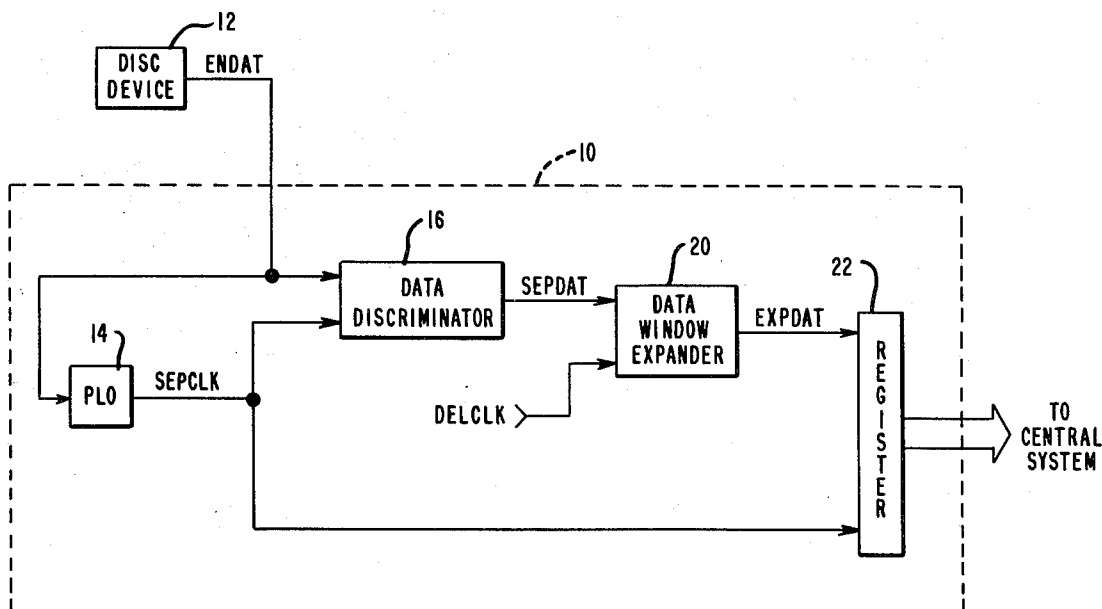 12
DISC
DEVICE
ENDAT
10
16
DATA
DISCRIMINATOR
SEPDAT
20
DATA
WINDOW
EXPANDER
EXPDAT
22
REGISTER
14
PLO
SEPCLK
DELCLK
TO
CENTRAL
SYSTEM